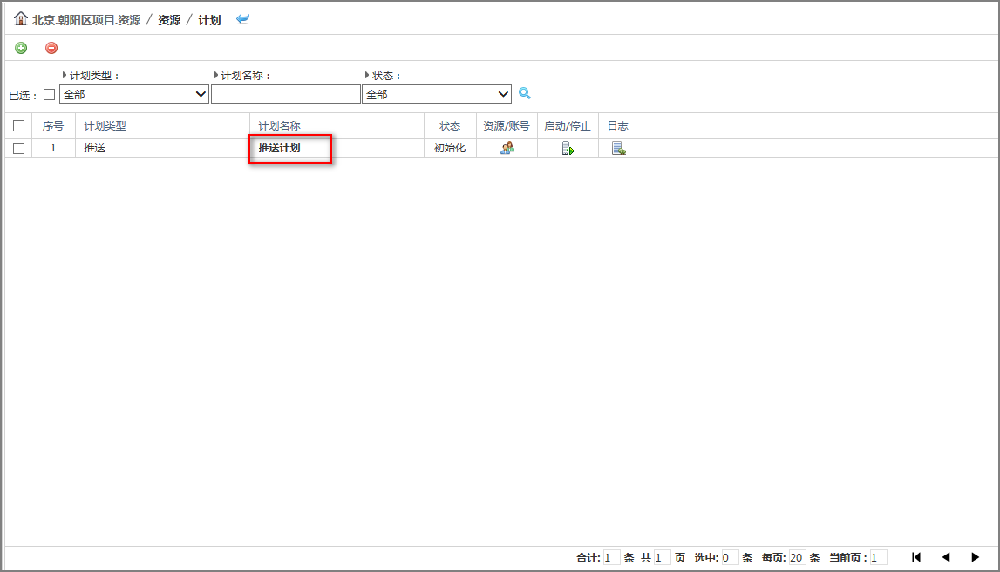 北京.朝阳区项目.资源 / 资源 / 计划
计划类型： 计划名称： 状态：
已选： 全部 全部
序号 计划类型 计划名称 状态 资源/账号 启动/停止 日志
1 推送 推送计划 初始化
合计: 1 条 共 1 页 选中: 0 条 每页: 20 条 当前页： 1